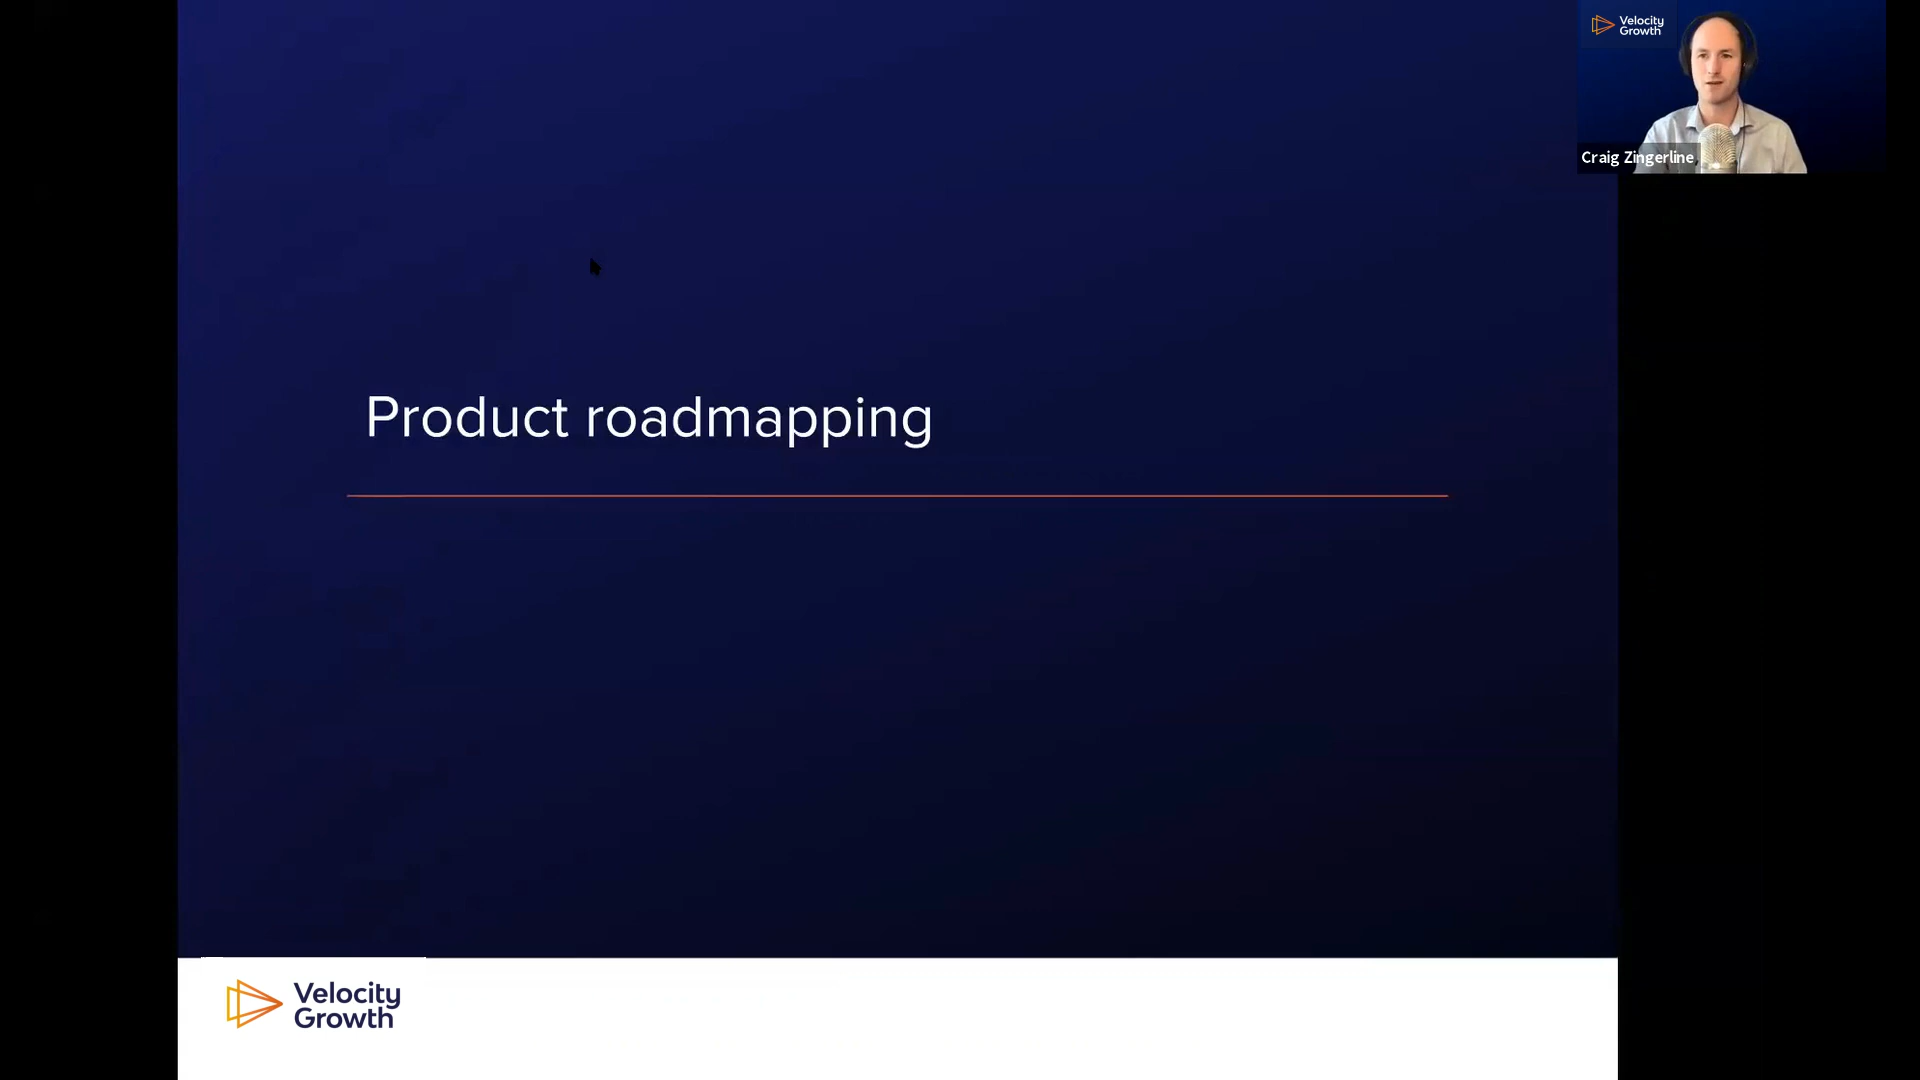 Velocity
Growth
Craig Zingerline
Product roadmapping
Velocity
Growth